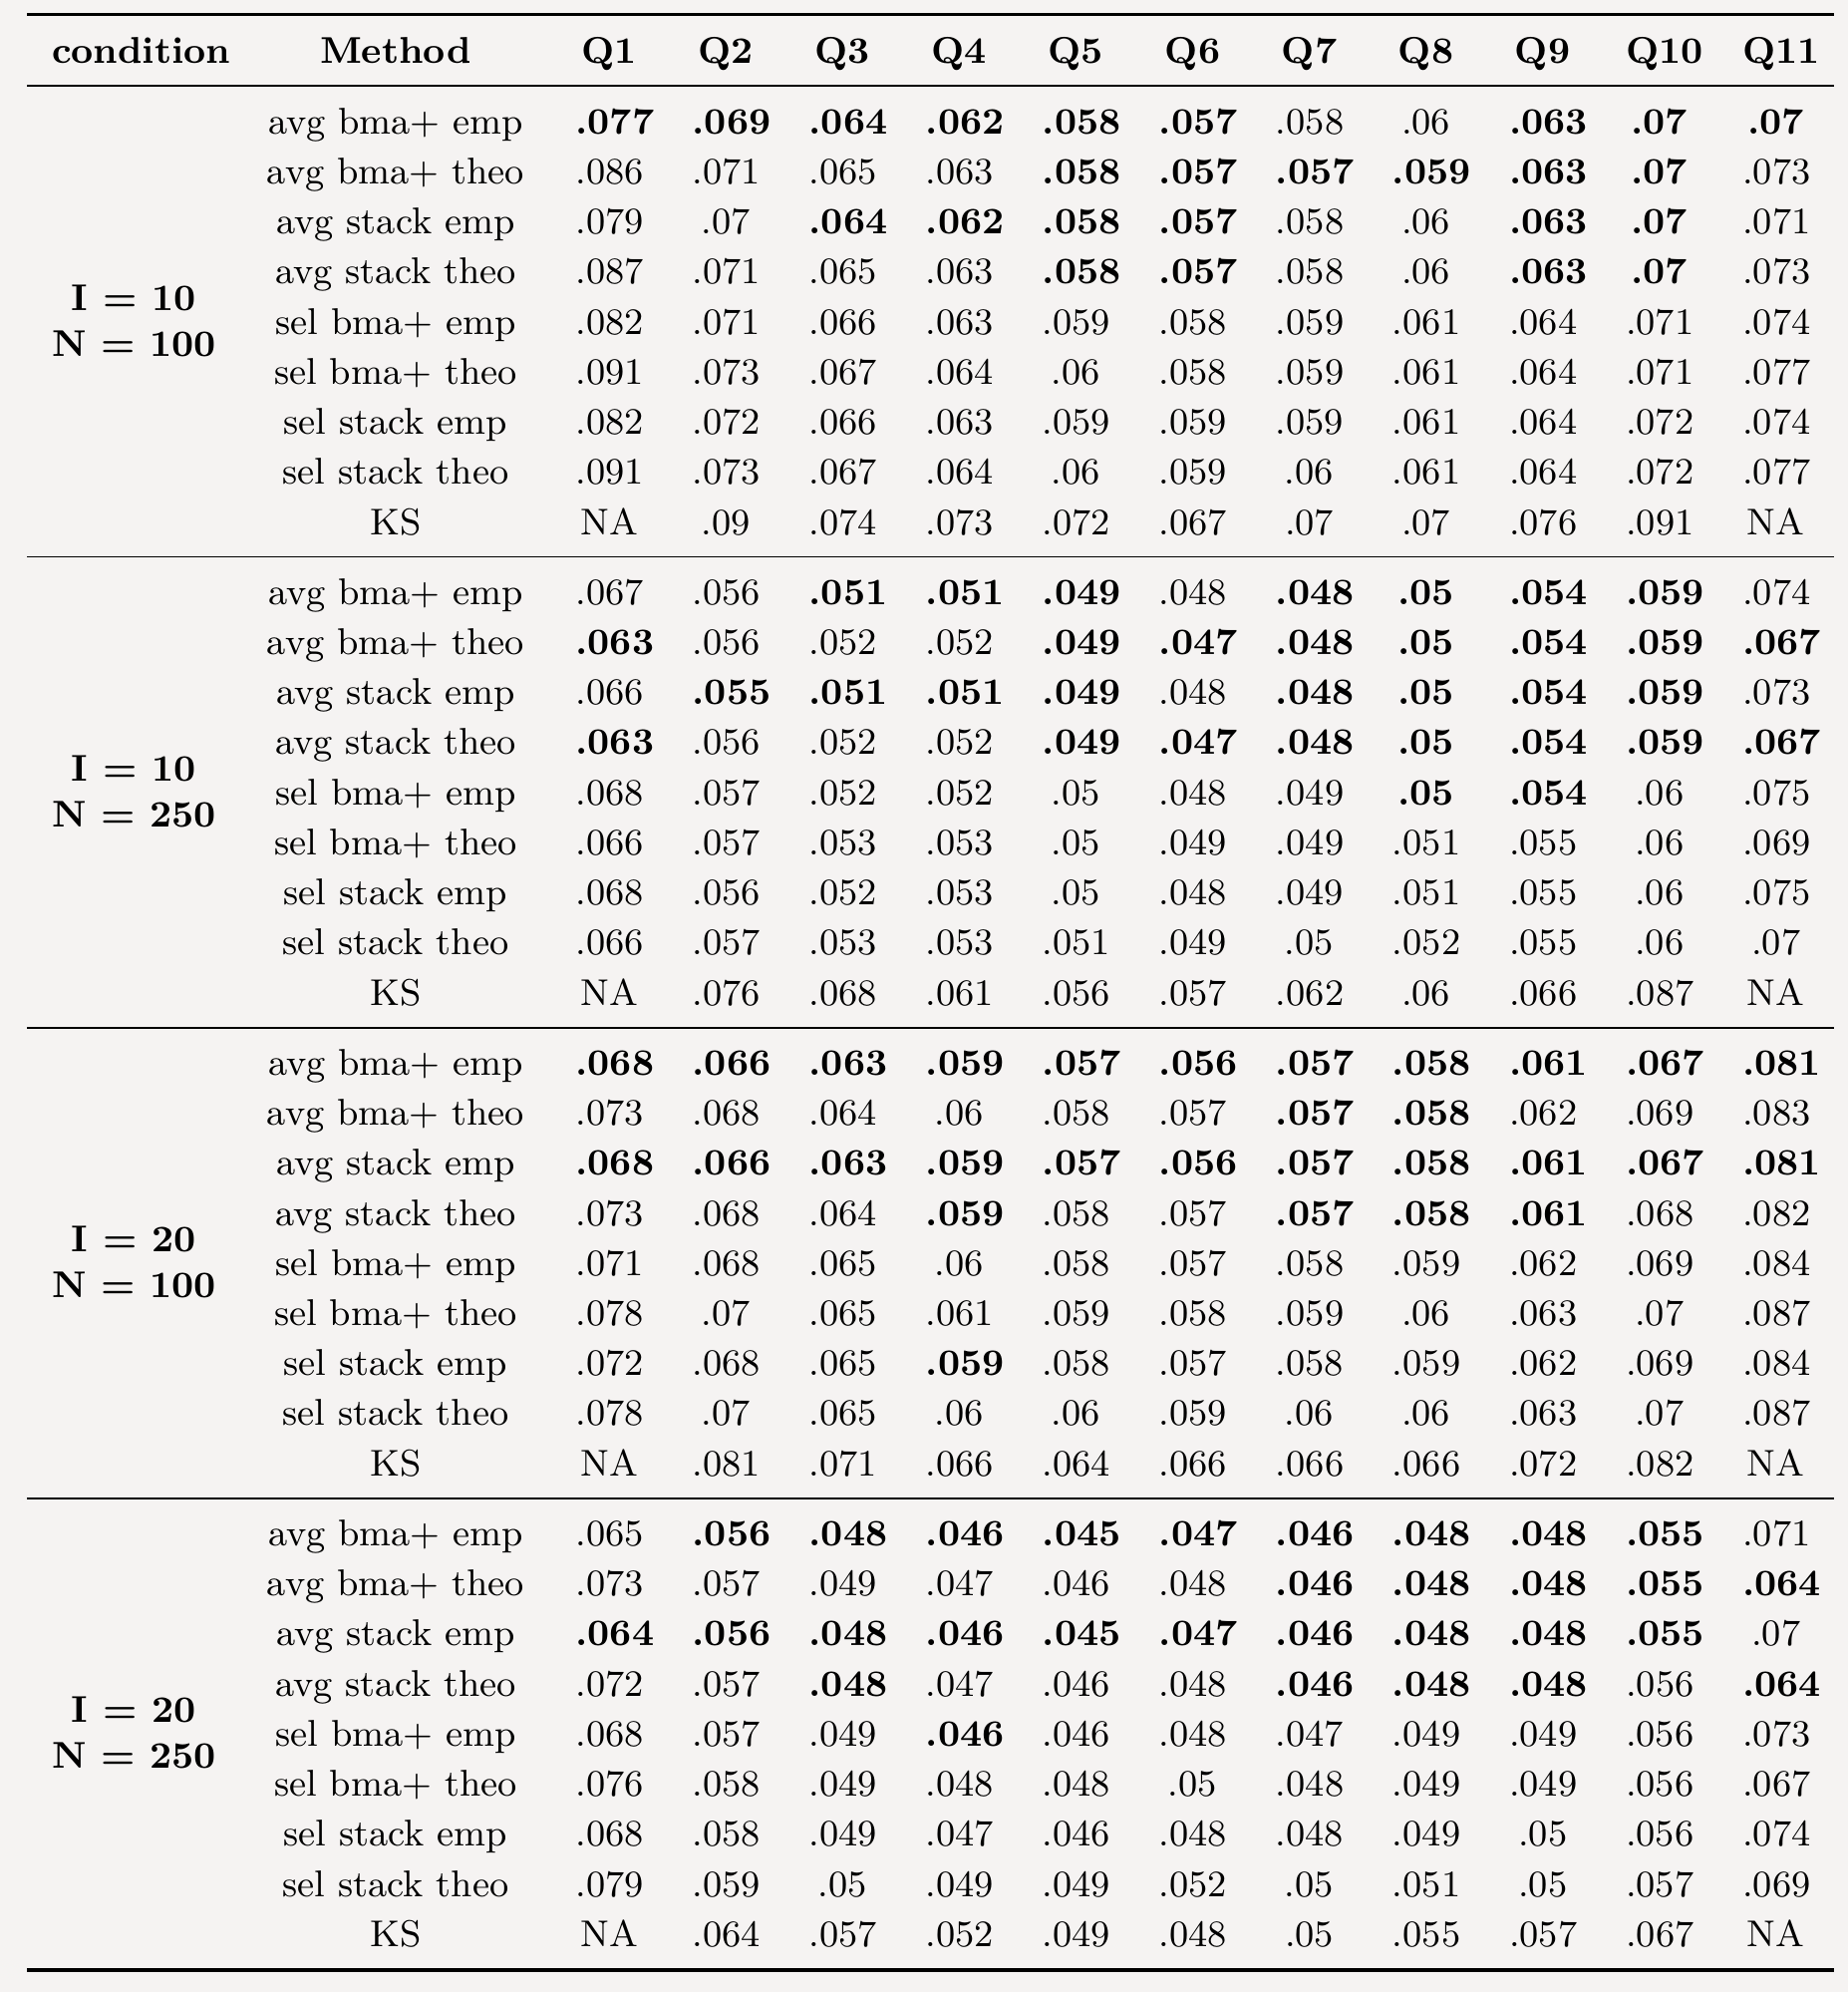 condition Method Q1 Q2 Q3 Q4 Q5 Q6 Q7 Q8 Q9 Q10 Q11
avg bma+ emp .077 .069 .064 .062 .058 .057 .058 .06 .063 .07 .07
avg bma+ theo .086 .071 .065 .063 .058 .057 .057 .059 .063 .07 .073
avg stack emp .079 .07 .064 .062 .058 .057 .058 .06 .063 .07 .071
avg stack theo .087 .071 .065 .063 .058 .057 .058 .06 .063 .07 .073
I = 10
sel bma+ emp .082 .071 .066 .063 .059 .058 .059 .061 .064 .071 .074
N = 100
sel bma+ theo .091 .073 .067 .064 .06 .058 .059 .061 .064 .071 .077
sel stack emp .082 .072 .066 .063 .059 .059 .059 .061 .064 .072 .074
sel stack theo .091 .073 .067 .064 .06 .059 .06 .061 .064 .072 .077
KS NA .09 .074 .073 .072 .067 .07 .07 .076 .091 NA
avg bma+ emp .067 .056 .051 .051 .049 .048 .048 .05 .054 .059 .074
avg bma+ theo .063 .056 .052 .052 .049 .047 .048 .05 .054 .059 .067
avg stack emp .066 .055 .051 .051 .049 .048 .048 .05 .054 .059 .073
avg stack theo .063 .056 .052 .052 .049 .047 .048 .05 .054 .059 .067
I = 10
sel bma+ emp .068 .057 .052 .052 .05 .048 .049 .05 .054 .06 .075
N = 250
sel bma+ theo .066 .057 .053 .053 .05 .049 .049 .051 .055 .06 .069
sel stack emp .068 .056 .052 .053 .05 .048 .049 .051 .055 .06 .075
sel stack theo .066 .057 .053 .053 .051 .049 .05 .052 .055 .06 .07
KS NA .076 .068 .061 .056 .057 .062 .06 .066 .087 NA
avg bma+ emp .068 .066 .063 .059 .057 .056 .057 .058 .061 .067 .081
avg bma+ theo .073 .068 .064 .06 .058 .057 .057 .058 .062 .069 .083
avg stack emp .068 .066 .063 .059 .057 .056 .057 .058 .061 .067 .081
avg stack theo .073 .068 .064 .059 .058 .057 .057 .058 .061 .068 .082
I = 20
sel bma+ emp .071 .068 .065 .06 .058 .057 .058 .059 .062 .069 .084
N = 100
sel bma+ theo .078 .07 .065 .061 .059 .058 .059 .06 .063 .07 .087
sel stack emp .072 .068 .065 .059 .058 .057 .058 .059 .062 .069 .084
sel stack theo .078 .07 .065 .06 .06 .059 .06 .06 .063 .07 .087
KS NA .081 .071 .066 .064 .066 .066 .066 .072 .082 NA
avg bma+ emp .065 .056 .048 .046 .045 .047 .046 .048 .048 .055 .071
avg bma+ theo .073 .057 .049 .047 .046 .048 .046 .048 .048 .055 .064
avg stack emp .064 .056 .048 .046 .045 .047 .046 .048 .048 .055 .07
avg stack theo .072 .057 .048 .047 .046 .048 .046 .048 .048 .056 .064
I = 20
sel bma+ emp .068 .057 .049 .046 .046 .048 .047 .049 .049 .056 .073
N = 250
sel bma+ theo .076 .058 .049 .048 .048 .05 .048 .049 .049 .056 .067
sel stack emp .068 .058 .049 .047 .046 .048 .048 .049 .05 .056 .074
sel stack theo .079 .059 .05 .049 .049 .052 .05 .051 .05 .057 .069
KS NA .064 .057 .052 .049 .048 .05 .055 .057 .067 NA